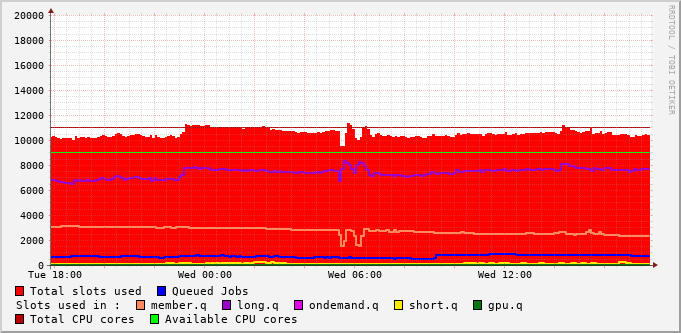 20000
18000
16000
14000
12000
10000
8000
6000
4000
2000
0
Tue 18:00 Wed 00:00 Wed 06:00 Wed 12:00
Total slots used Queued Jobs
Slots used in : member.q long.q ondemand.q short.q gpu.q
Total CPU cores Available CPU cores
RRDTOOL / TOBI OETIKER